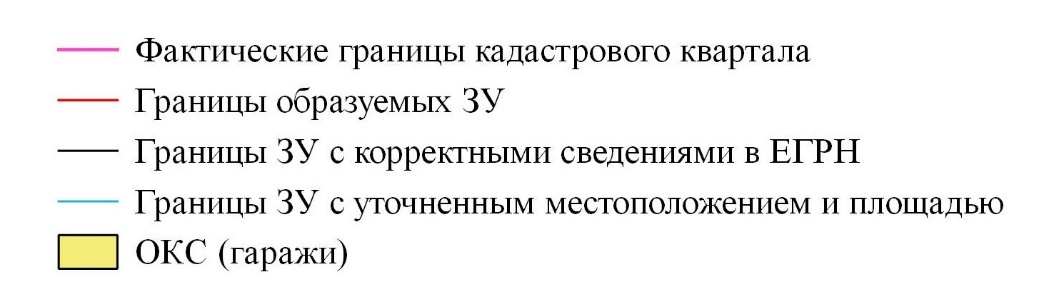 Фактические границы кадастрового квартала
Границы образуемых ЗУ
Границы ЗУ с корректными сведениями в ЕГРН
Границы ЗУ с уточненным местоположением и площадью
ОКС (гаражи)